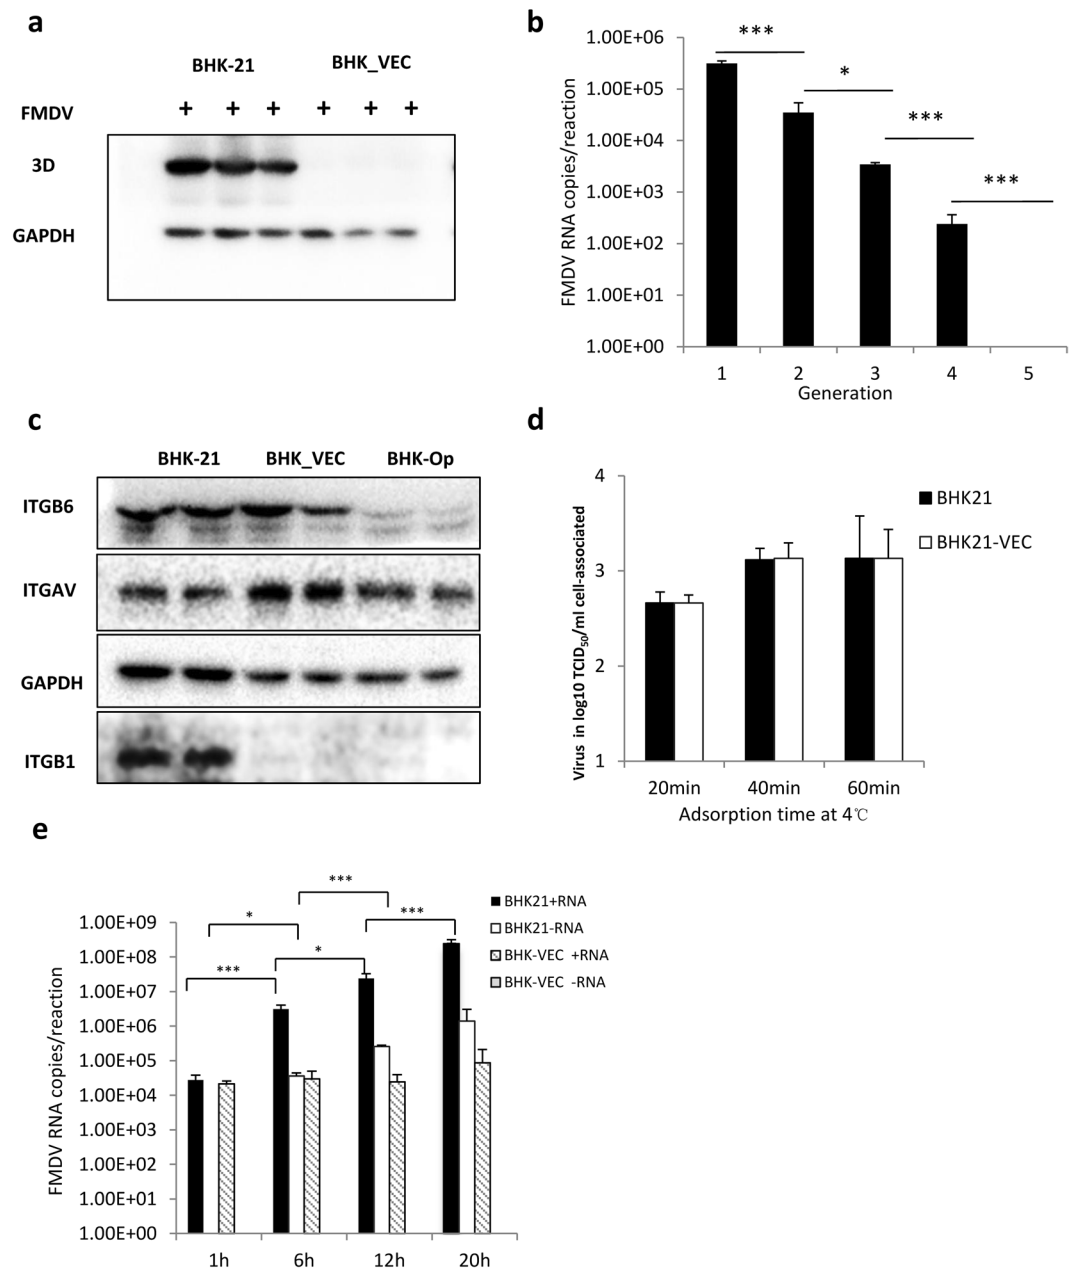 a
BHK-21 BHK_VEC
FMDV + + + + + +
3D
GAPDH
b
1.00E+06
1.00E+05
1.00E+04
1.00E+03
1.00E+02
1.00E+01
1.00E+00
FMDV RNA copies/reaction
*** * *** ***
1 2 3 4 5
Generation
c
BHK-21 BHK_VEC BHK-Op
ITGB6
ITGAV
GAPDH
ITGB1
d
4
3
2
1
Virus in log10 TCID50/ml cell-associated
BHK21
BHK21-VEC
20min 40min 60min
Adsorption time at 4℃
e
***
* ***
*** *
BHK21+RNA
BHK21-RNA
BHK-VEC +RNA
BHK-VEC -RNA
1.00E+09
1.00E+08
1.00E+07
1.00E+06
1.00E+05
1.00E+04
1.00E+03
1.00E+02
1.00E+01
1.00E+00
FMDV RNA copies/reaction
1h 6h 12h 20h